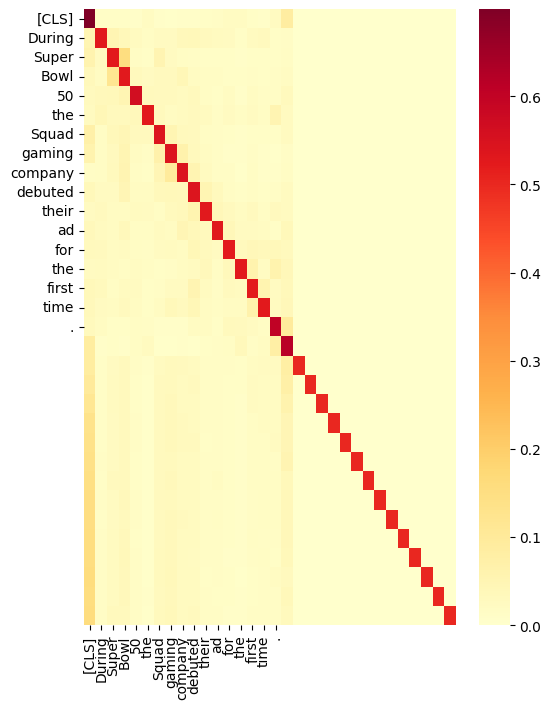 [CLS]
During
Super
Bowl
50
the
Squad
gaming
company
debuted
their
ad
for
the
first
time
.
0.6
0.5
0.4
0.3
0.2
0.1
0.0
[CLS]
During
Super
Bowl
50
the
Squad
gaming
company
debuted
their
ad
for
the
first
time
.